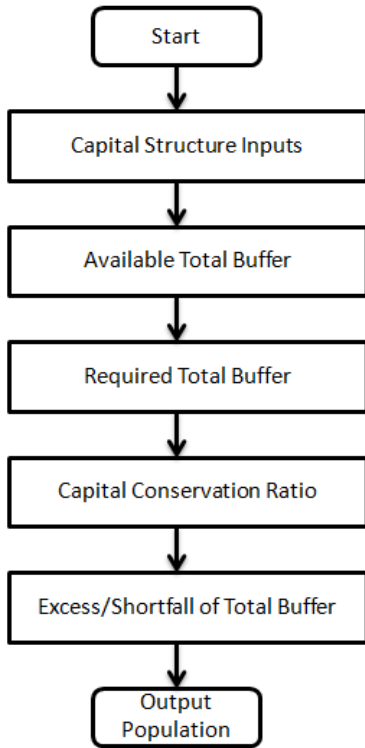 Start
Capital Structure Inputs
Available Total Buffer
Required Total Buffer
Capital Conservation Ratio
Excess/Shortfall of Total Buffer
Output
Population